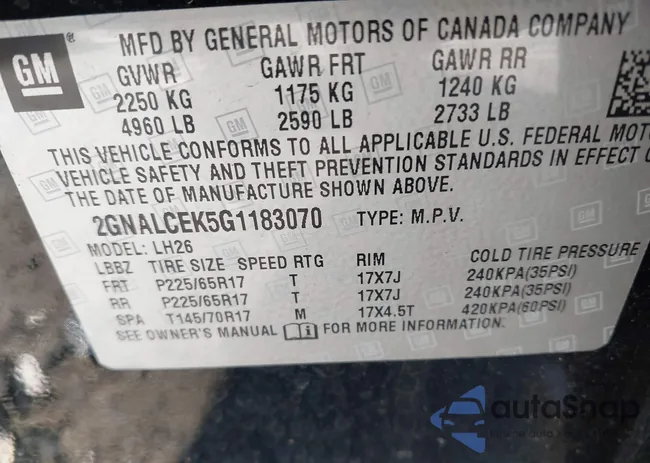 GM
MFD BY GENERAL MOTORS OF CANADA COMPANY
GVWR GAWR FRT GAWR RR
2250 KG 1175 KG 1240 KG
4960 LB 2590 LB 2733 LB
THIS VEHICLE CONFORMS TO ALL APPLICABLE U.S. FEDERAL MOT
VEHICLE SAFETY AND THEFT PREVENTION STANDARDS IN EFFECT
THE DATE OF MANUFACTURE SHOWN ABOVE.
2GNALCEK5G1183070 TYPE: M.P.V.
MODEL: LH26
LBBZ TIRE SIZE SPEED RTG RIM COLD TIRE PRESSURE
FRT P225/65R17 T 17X7J 240KPA(35PSI)
RR P225/65R17 T 17X7J 240KPA(35PSI)
SPA T145/70R17 M 17X4.5T 420KPA(60PSI)
SEE OWNER'S MANUAL FOR MORE INFORMATION.
autoSnap